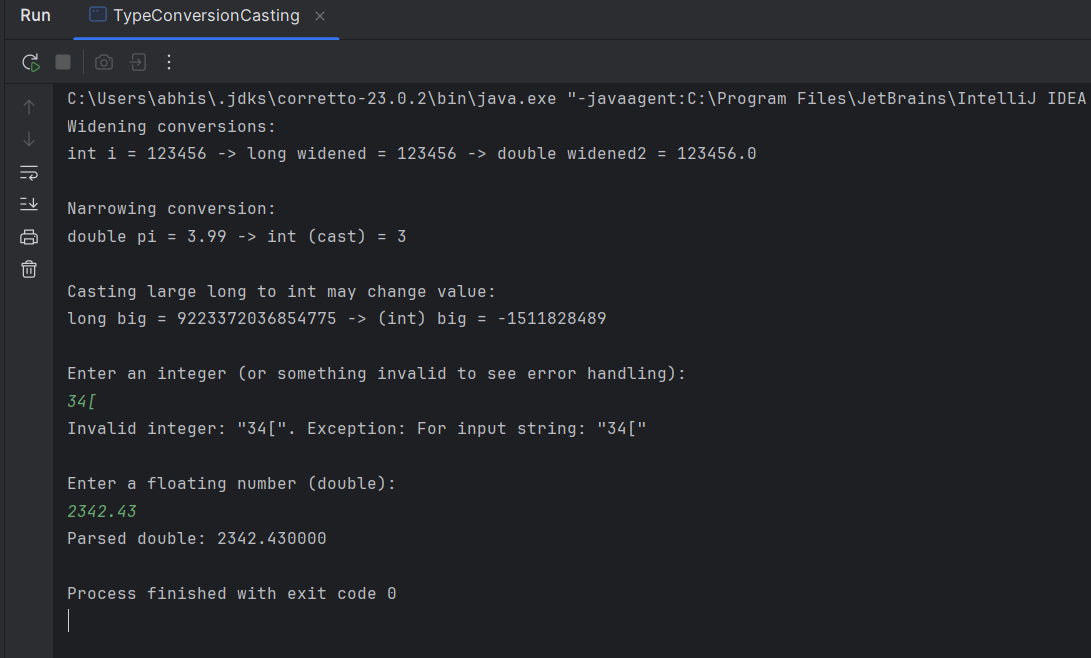 Run TypeConversionCasting
C:\Users\abhis\.jdks\corretto-23.0.2\bin\java.exe "-javaagent:C:\Program Files\JetBrains\IntelliJ IDEA
Widening conversions:
int i = 123456 -> long widened = 123456 -> double widened2 = 123456.0
Narrowing conversion:
double pi = 3.99 -> int (cast) = 3
Casting large long to int may change value:
long big = 9223372036854775 -> (int) big = -1511828489
Enter an integer (or something invalid to see error handling):
34[
Invalid integer: "34[". Exception: For input string: "34["
Enter a floating number (double):
2342.43
Parsed double: 2342.430000
Process finished with exit code 0